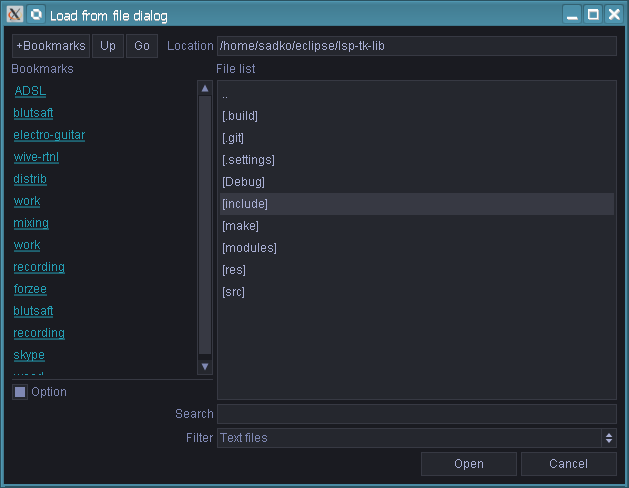 Load from file dialog
+Bookmarks Up Go Location /home/sadko/eclipse/lsp-tk-lib
Bookmarks
ADSL
blutsaft
electro-guitar
wive-rtnl
distrib
work
mixing
work
recording
forzee
blutsaft
recording
skype
File list
..
[.build]
[.git]
[.settings]
[Debug]
[include]
[make]
[modules]
[res]
[src]
Option
Search
Filter Text files
Open Cancel